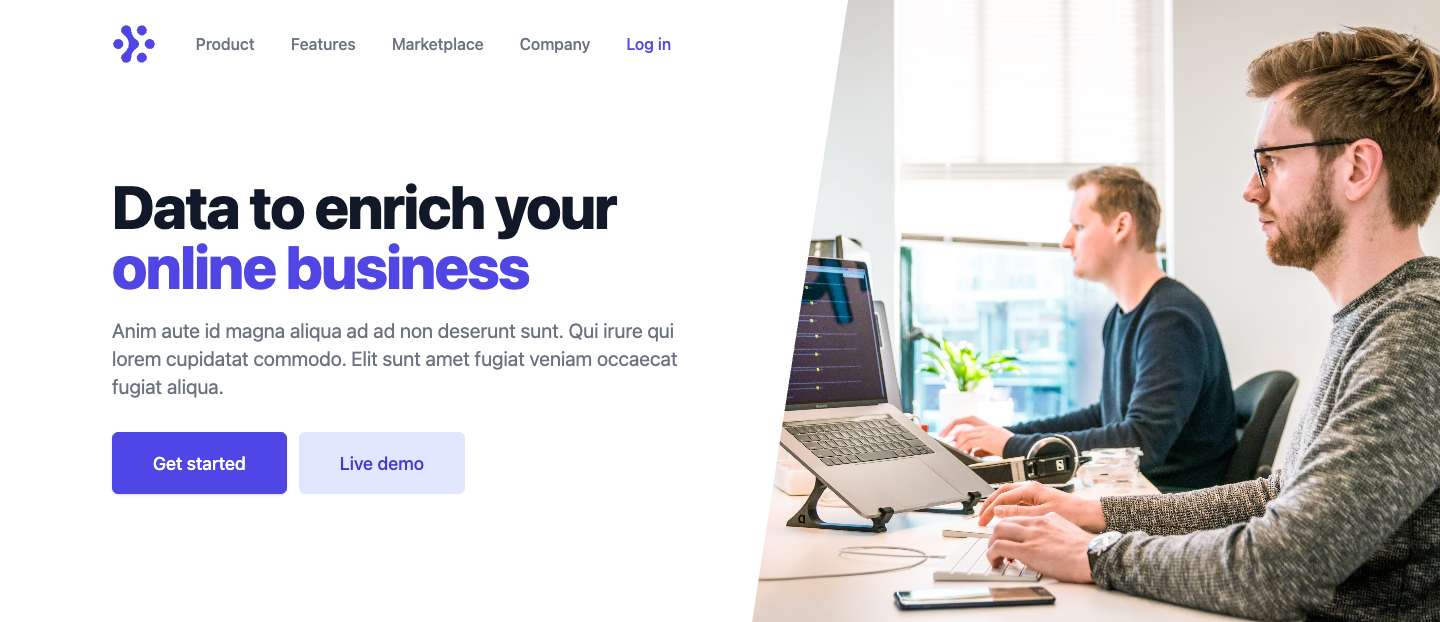 Product Features Marketplace Company Log in
Data to enrich your
online business
Anim aute id magna aliqua ad ad non deserunt sunt. Qui irure qui
lorem cupidatat commodo. Elit sunt amet fugiat veniam occaecat
fugiat aliqua.
Get started Live demo